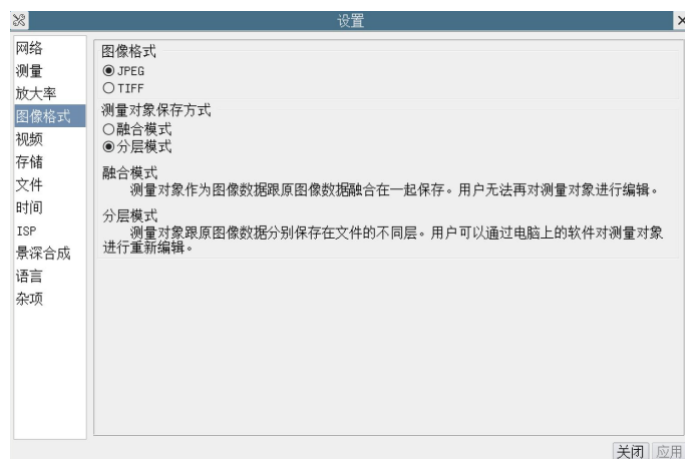 设置
网络
测量
放大率
图像格式
视频
存储
文件
时间
ISP
景深合成
语言
杂项
图像格式
JPEG
TIFF
测量对象保存方式
融合模式
分层模式
融合模式
测量对象作为图像数据跟原图像数据融合在一起保存。用户无法再对测量对象进行编辑。
分层模式
测量对象跟原图像数据分别保存在文件的不同层。用户可以通过电脑上的软件对测量对象
进行重新编辑。
关闭
应用